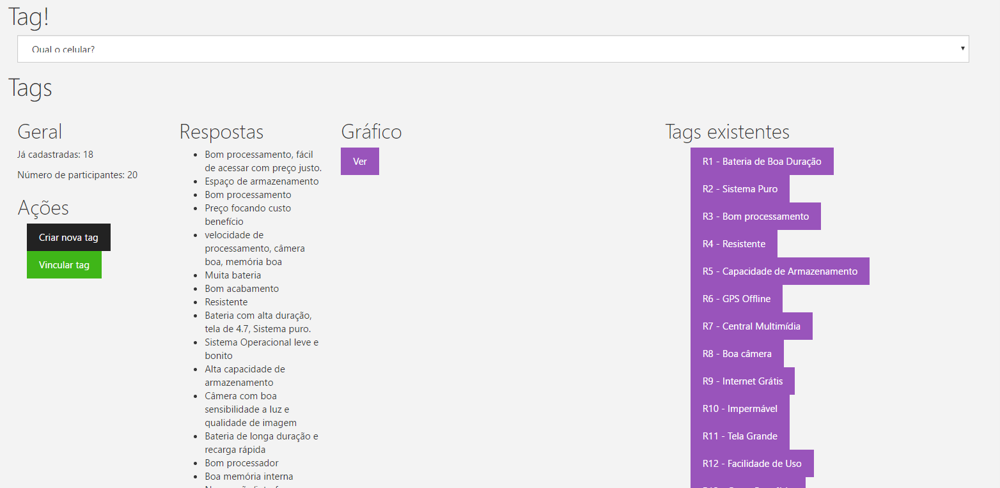 Tag!
Qual o celular?
Tags
Geral
Já cadastradas: 18
Número de participantes: 20
Ações
Criar nova tag
Vincular tag
Respostas
Bom processamento, fácil
de acessar com preço justo.
Espaço de armazenamento
Bom processamento
Preço focando custo
benefício
velocidade de
processamento, câmera
boa, memória boa
Muita bateria
Bom acabamento
Resistente
Bateria com alta duração,
tela de 4.7, Sistema puro.
Sistema Operacional leve e
bonito
Alta capacidade de
armazenamento
Câmera com boa
sensibilidade a luz e
qualidade de imagem
Bateria de longa duração e
recarga rápida
Bom processador
Boa memória interna
Gráfico
Ver
Tags existentes
R1 - Bateria de Boa Duração
R2 - Sistema Puro
R3 - Bom processamento
R4 - Resistente
R5 - Capacidade de Armazenamento
R6 - GPS Offline
R7 - Central Multimídia
R8 - Boa câmera
R9 - Internet Grátis
R10 - Impermável
R11 - Tela Grande
R12 - Facilidade de Uso